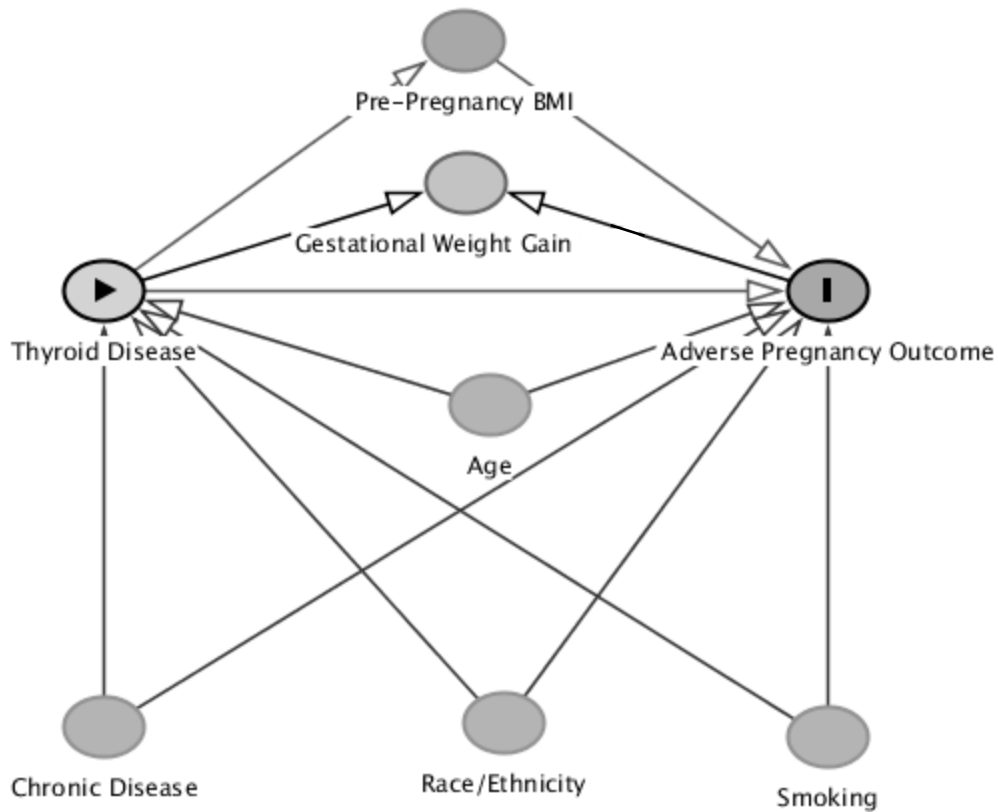 Pre-Pregnancy BMI
Gestational Weight Gain
Thyroid Disease
Adverse Pregnancy Outcome
Age
Chronic Disease
Race/Ethnicity
Smoking